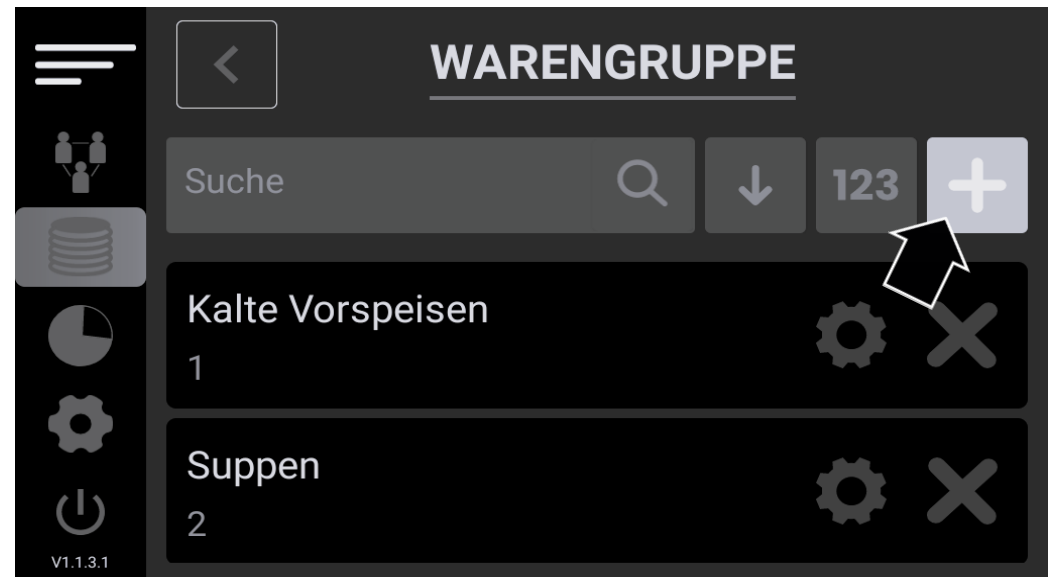 WARENGRUPPE
Suche
123
Kalte Vorspeisen
1
Suppen
2
V1.1.3.1